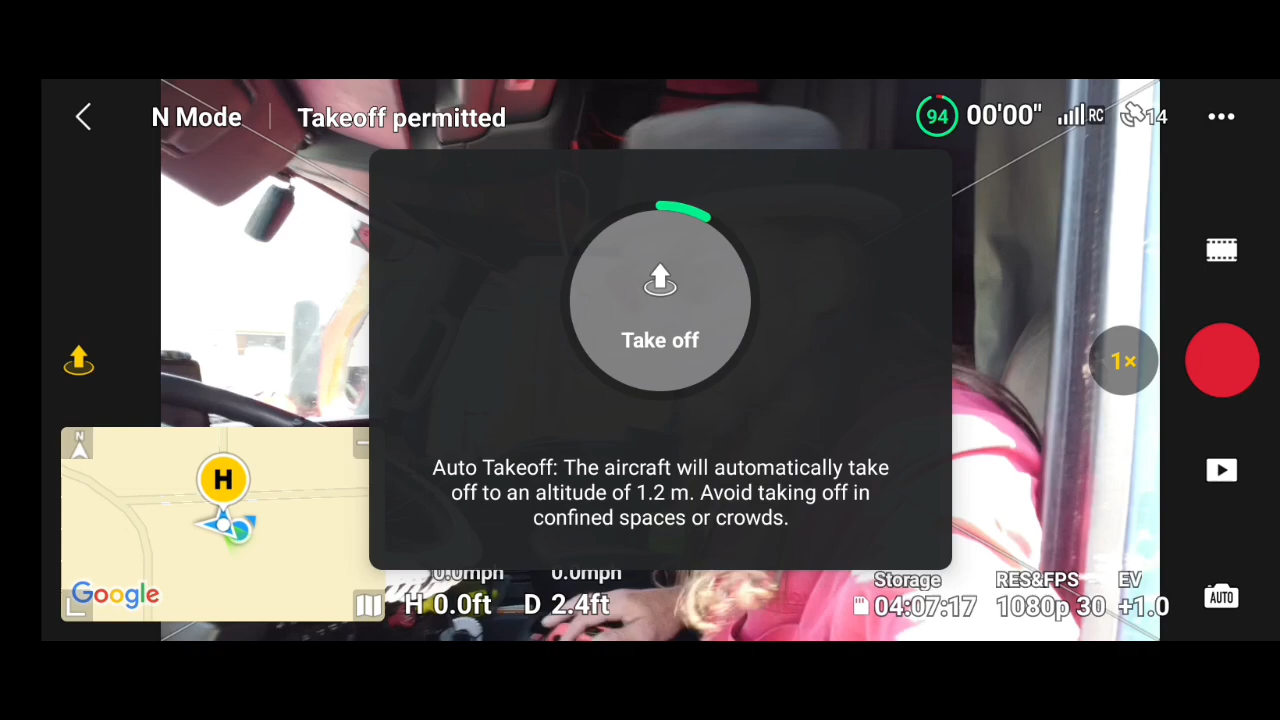 N Mode
Takeoff permitted
94
00'00"
RC
14
Take off
1×
N
H
Auto Takeoff: The aircraft will automatically take
off to an altitude of 1.2 m. Avoid taking off in
confined spaces or crowds.
0.0mph 0.0mph
Google
H 0.0ft D 2.4ft
Storage RES&FPS EV
04:07:17 1080p 30 +1.0
AUTO